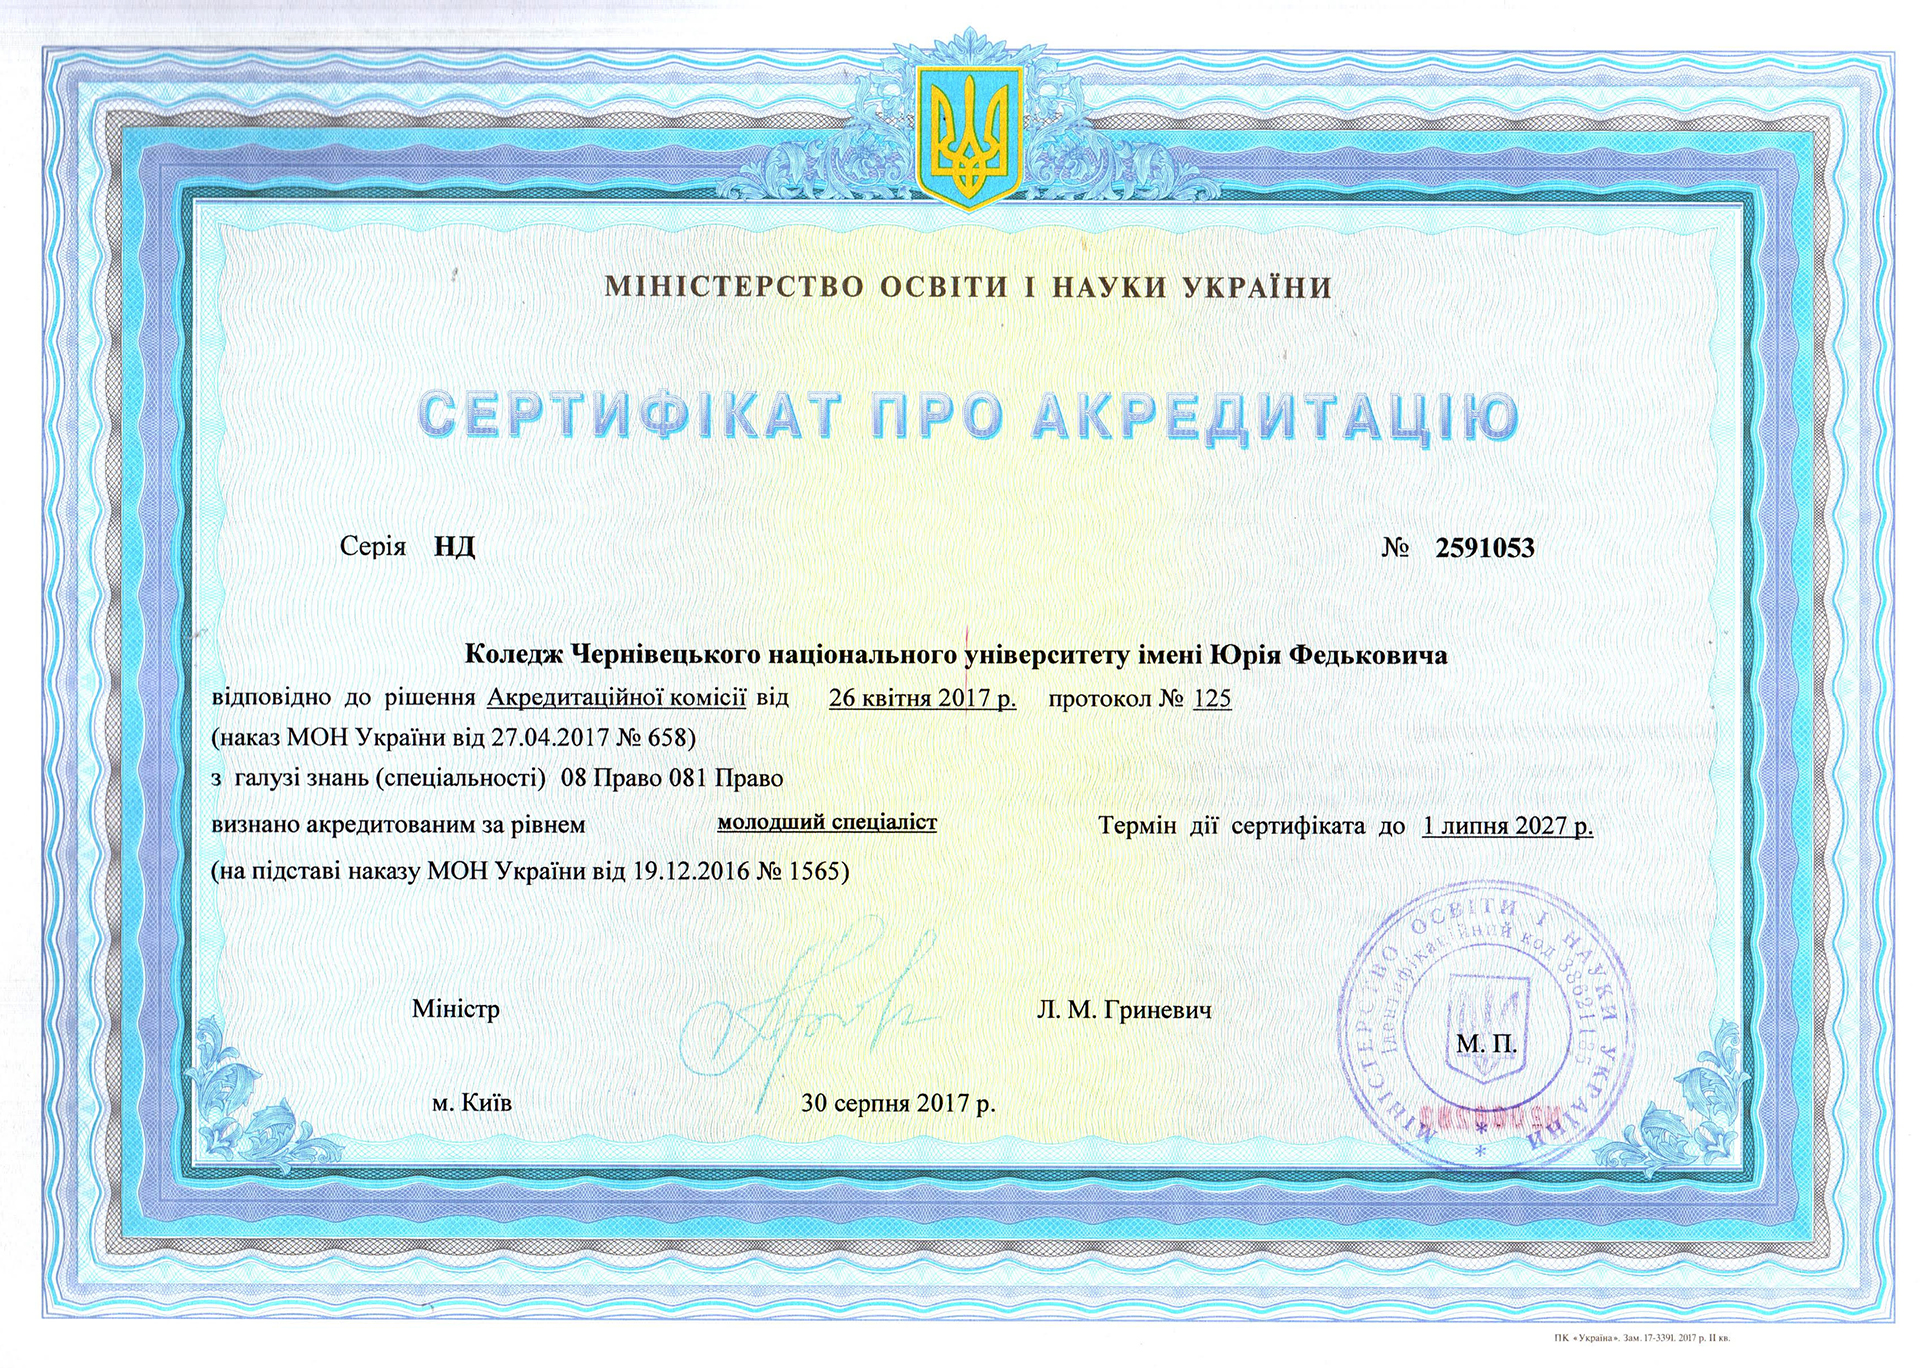 МІНІСТЕРСТВО ОСВІТИ І НАУКИ УКРАЇНИ
СЕРТИФІКАТ ПРО АКРЕДИТАЦІЮ
Серія НД № 2591053
Коледж Чернівецького національного університету імені Юрія Федьковича
відповідно до рішення Акредитаційної комісії від 26 квітня 2017 р. протокол № 125
(наказ МОН України від 27.04.2017 № 658)
з галузі знань (спеціальності) 08 Право 081 Право
визнано акредитованим за рівнем молодший спеціаліст Термін дії сертифіката до 1 липня 2027 р.
(на підставі наказу МОН України від 19.12.2016 № 1565)
Міністр Л. М. Гриневич
М. П.
МІНІСТЕРСТВО ОСВІТИ І НАУКИ УКРАЇНИ
Ідентифікаційний код 38621185
м. Київ 30 серпня 2017 р.
ПК «Україна». Зам. 17-3391. 2017 р. ІІ кв.